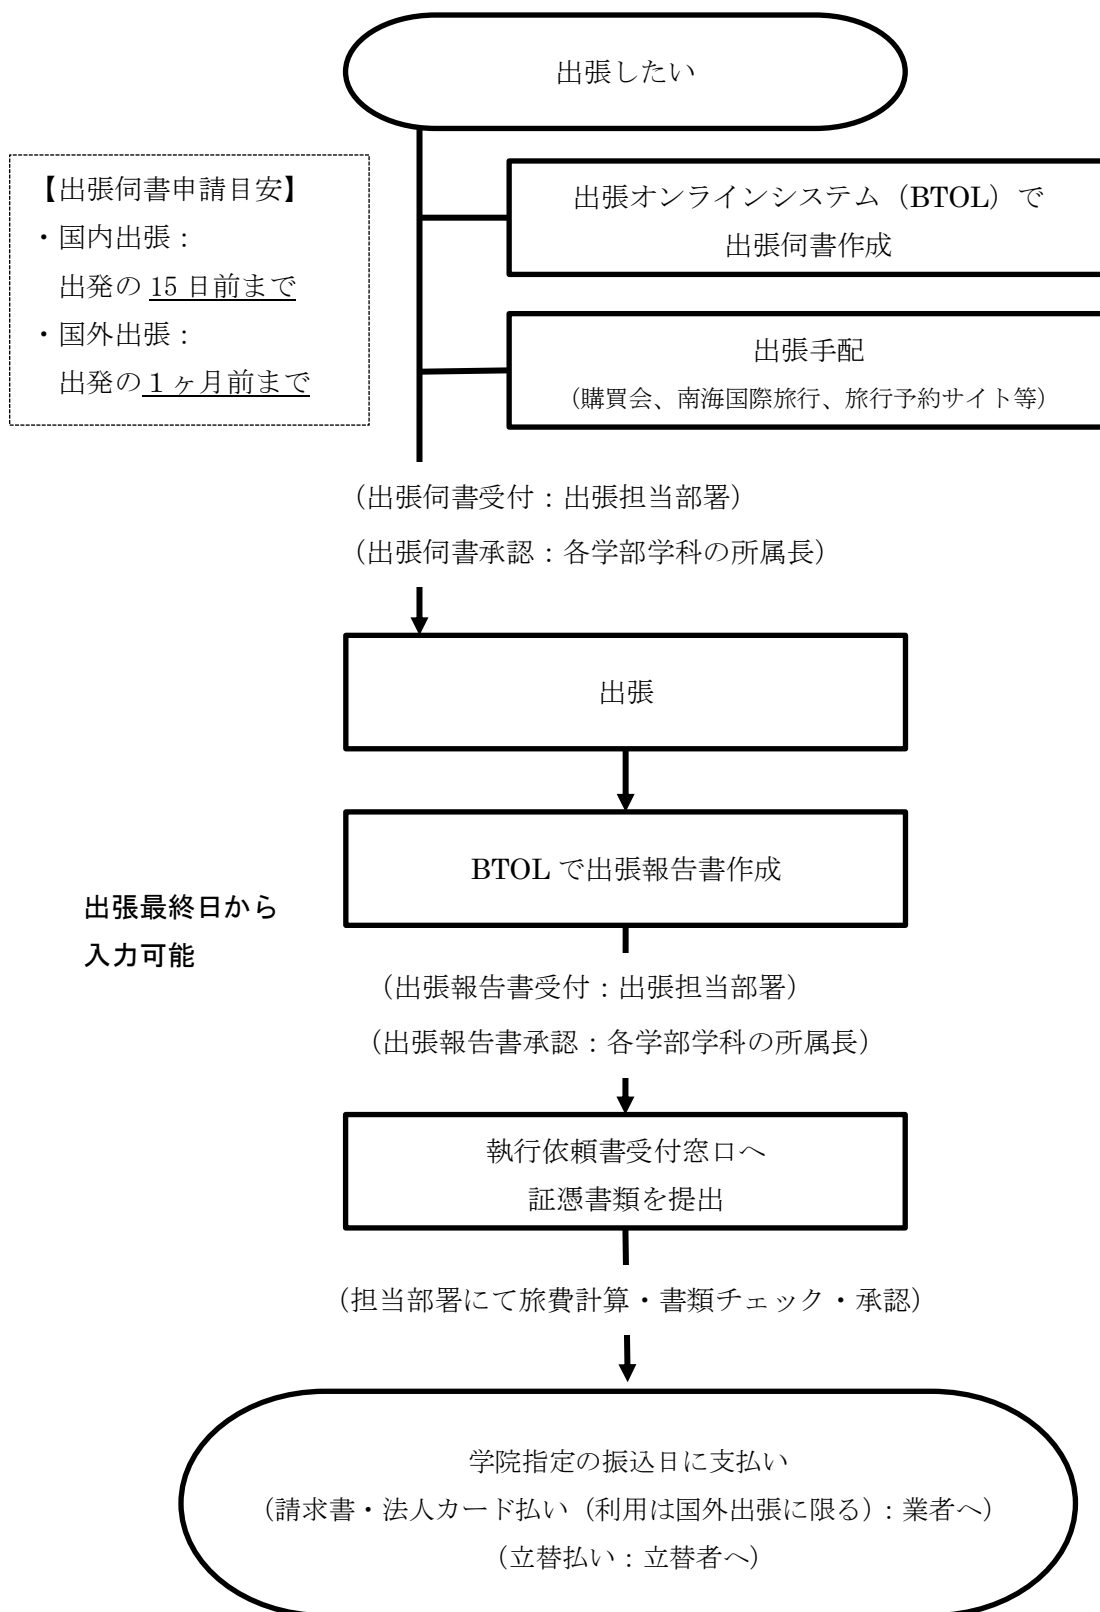 出張したい
【出張伺書申請目安】
・国内出張：
出発の 15 日前まで
・国外出張：
出発の 1 ヶ月前まで
出張オンラインシステム（BTOL）で
出張伺書作成
出張手配
（購買会、南海国際旅行、旅行予約サイト等）
（出張伺書受付：出張担当部署）
（出張伺書承認：各学部学科の所属長）
出張
BTOL で出張報告書作成
出張最終日から
入力可能
（出張報告書受付：出張担当部署）
（出張報告書承認：各学部学科の所属長）
執行依頼書受付窓口へ
証憑書類を提出
（担当部署にて旅費計算・書類チェック・承認）
学院指定の振込日に支払い
（請求書・法人カード払い（利用は国外出張に限る）：業者へ）
（立替払い：立替者へ）